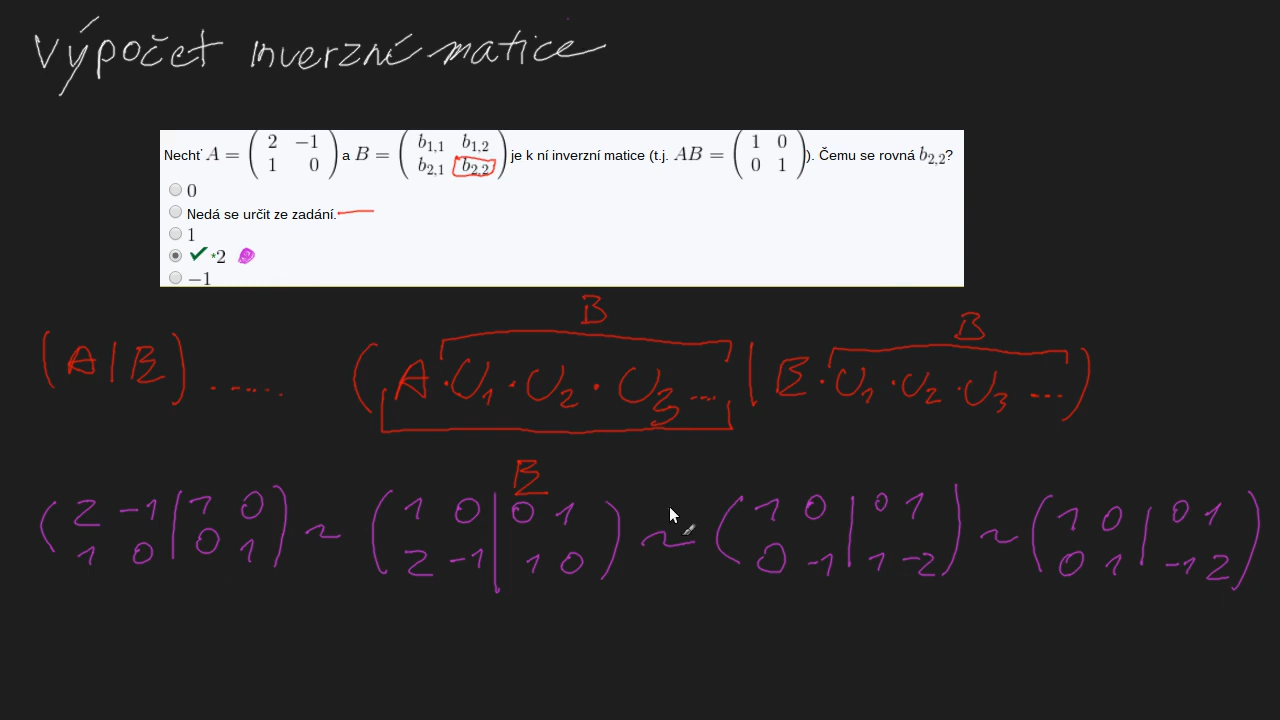 Výpočet inverzní matice
Nechť A = ( 2 −1 ; 1 0 ) a B = ( b1,1 b1,2 ; b2,1 b2,2 ) je k ní inverzní matice (t.j. AB = ( 1 0 ; 0 1 )). Čemu se rovná b2,2?
0
Nedá se určit ze zadání.
1
✓ *2
−1
B B
(A|E) ...... (A·U1·U2·U3... | E·U1·U2·U3 ...)
E
( 2 -1 | 1 0 ; 1 0 | 0 1 ) ~ ( 1 0 | 0 1 ; 2 -1 | 1 0 ) ~ ( 1 0 | 0 1 ; 0 -1 | 1 -2 ) ~ ( 1 0 | 0 1 ; 0 1 | -1 2 )